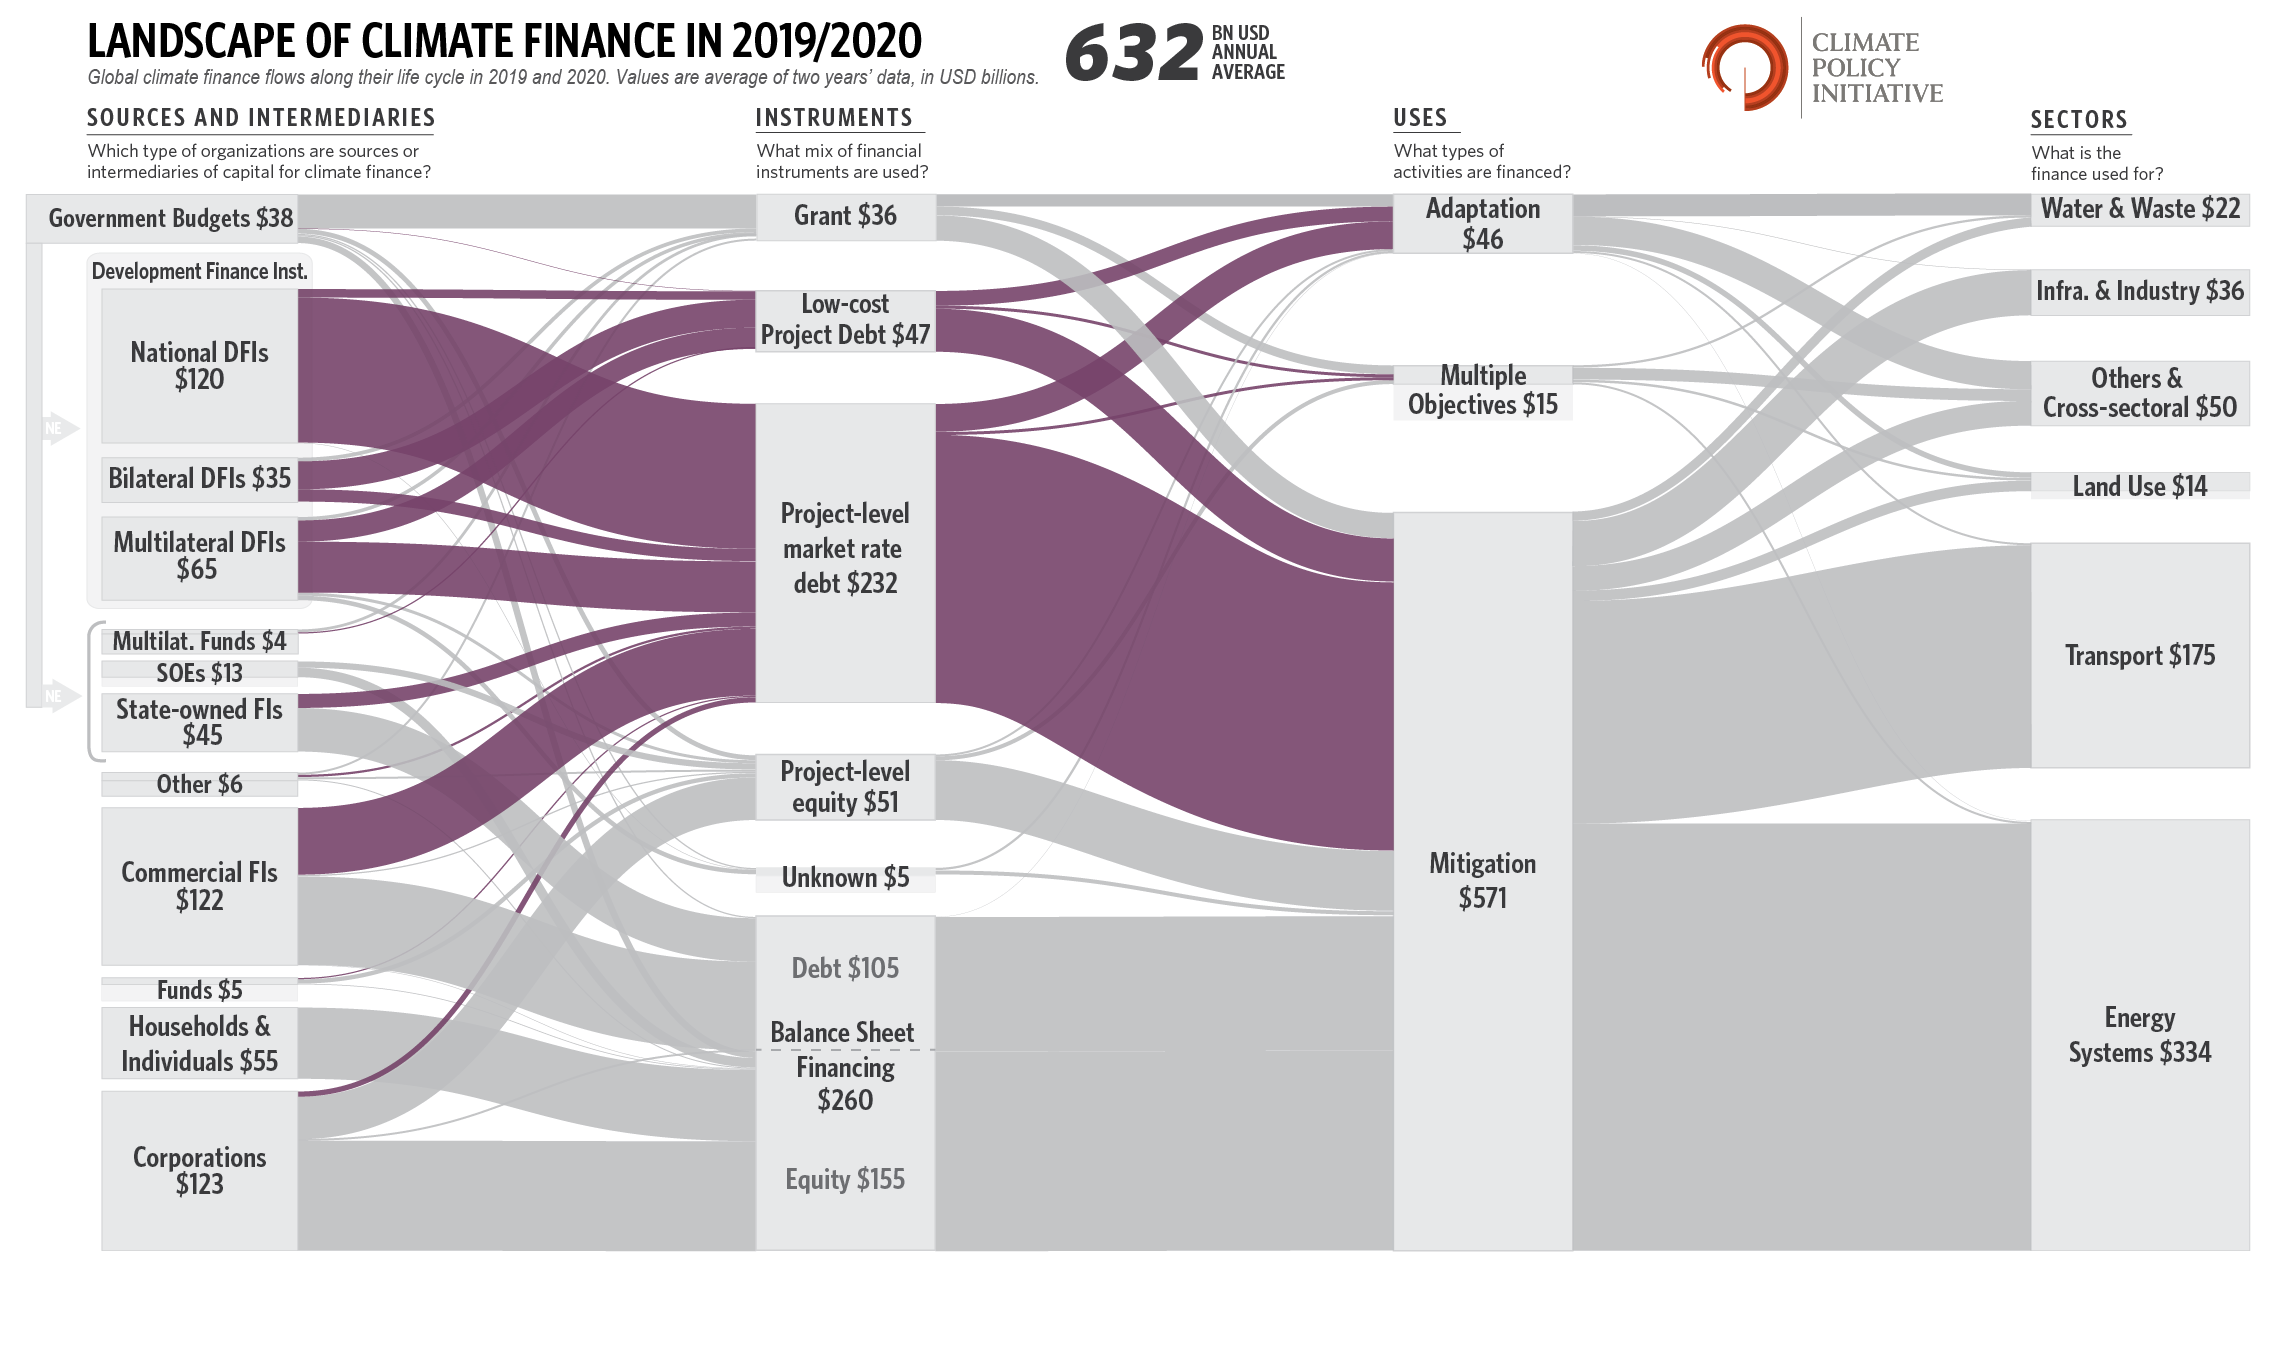 LANDSCAPE OF CLIMATE FINANCE IN 2019/2020
Global climate finance flows along their life cycle in 2019 and 2020. Values are average of two years' data, in USD billions.
632
BN USD
ANNUAL
AVERAGE
CLIMATE
POLICY
INITIATIVE
SOURCES AND INTERMEDIARIES
Which type of organizations are sources or
intermediaries of capital for climate finance?
INSTRUMENTS
What mix of financial
instruments are used?
USES
What types of
activities are financed?
SECTORS
What is the
finance used for?
Government Budgets $38
Development Finance Inst.
National DFIs
$120
NE
Bilateral DFIs $35
Multilateral DFIs
$65
Multilat. Funds $4
SOEs $13
NE
State-owned FIs
$45
Other $6
Commercial FIs
$122
Funds $5
Households &
Individuals $55
Corporations
$123
Grant $36
Low-cost
Project Debt $47
Project-level
market rate
debt $232
Project-level
equity $51
Unknown $5
Debt $105
Balance Sheet
Financing
$260
Equity $155
Adaptation
$46
Multiple
Objectives $15
Mitigation
$571
Water & Waste $22
Infra. & Industry $36
Others &
Cross-sectoral $50
Land Use $14
Transport $175
Energy
Systems $334